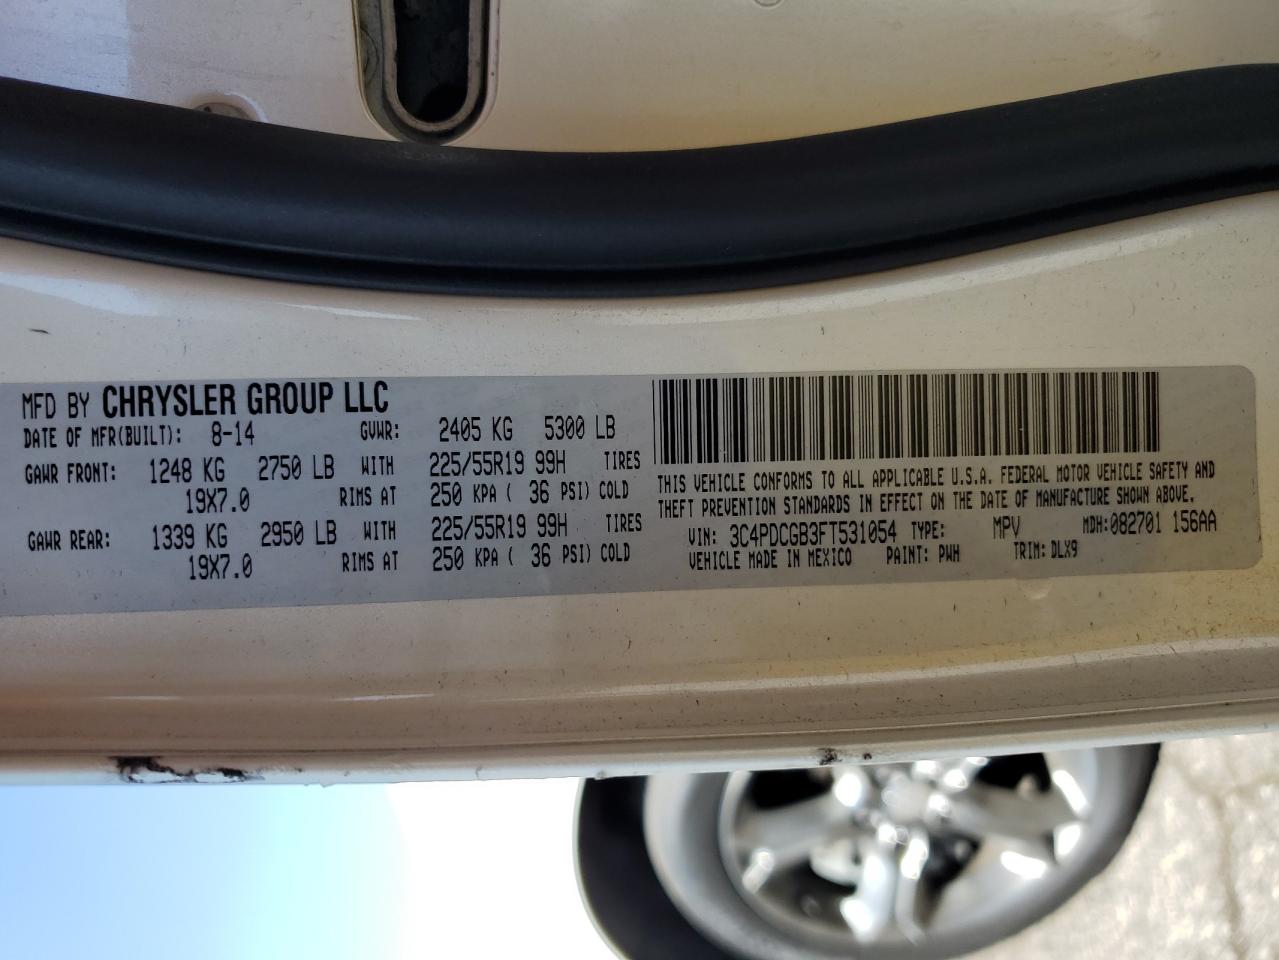 MFD BY CHRYSLER GROUP LLC
DATE OF MFR(BUILT): 8-14 GVWR: 2405 KG 5300 LB
GAWR FRONT: 1248 KG 2750 LB WITH 225/55R19 99H TIRES
19X7.0 RIMS AT 250 KPA ( 36 PSI) COLD
GAWR REAR: 1339 KG 2950 LB WITH 225/55R19 99H TIRES
19X7.0 RIMS AT 250 KPA ( 36 PSI) COLD
THIS VEHICLE CONFORMS TO ALL APPLICABLE U.S.A. FEDERAL MOTOR VEHICLE SAFETY AND
THEFT PREVENTION STANDARDS IN EFFECT ON THE DATE OF MANUFACTURE SHOWN ABOVE.
VIN: 3C4PDCGB3FT531054 TYPE: MPV MDH:082701 156AA
VEHICLE MADE IN MEXICO PAINT: PWH TRIM: DLX9